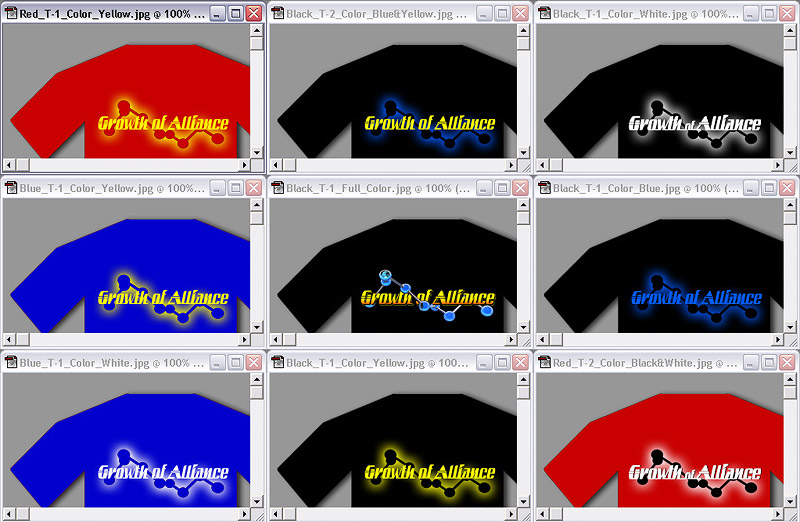 Red_T-1_Color_Yellow.jpg @ 100% ...
Black_T-2_Color_Blue&Yellow.jpg @ ...
Black_T-1_Color_White.jpg @ 100...
Growth of Alliance
Growth of Alliance
Growth of Alliance
Blue_T-1_Color_Yellow.jpg @ 100%...
Black_T-1_Full_Color.jpg @ 100% (...
Black_T-1_Color_Blue.jpg @ 100% (...
Growth of Alliance
Growth of Alliance
Growth of Alliance
Blue_T-1_Color_White.jpg @ 100% ...
Black_T-1_Color_Yellow.jpg @ 100...
Red_T-2_Color_Black&White.jpg @ ...
Growth of Alliance
Growth of Alliance
Growth of Alliance